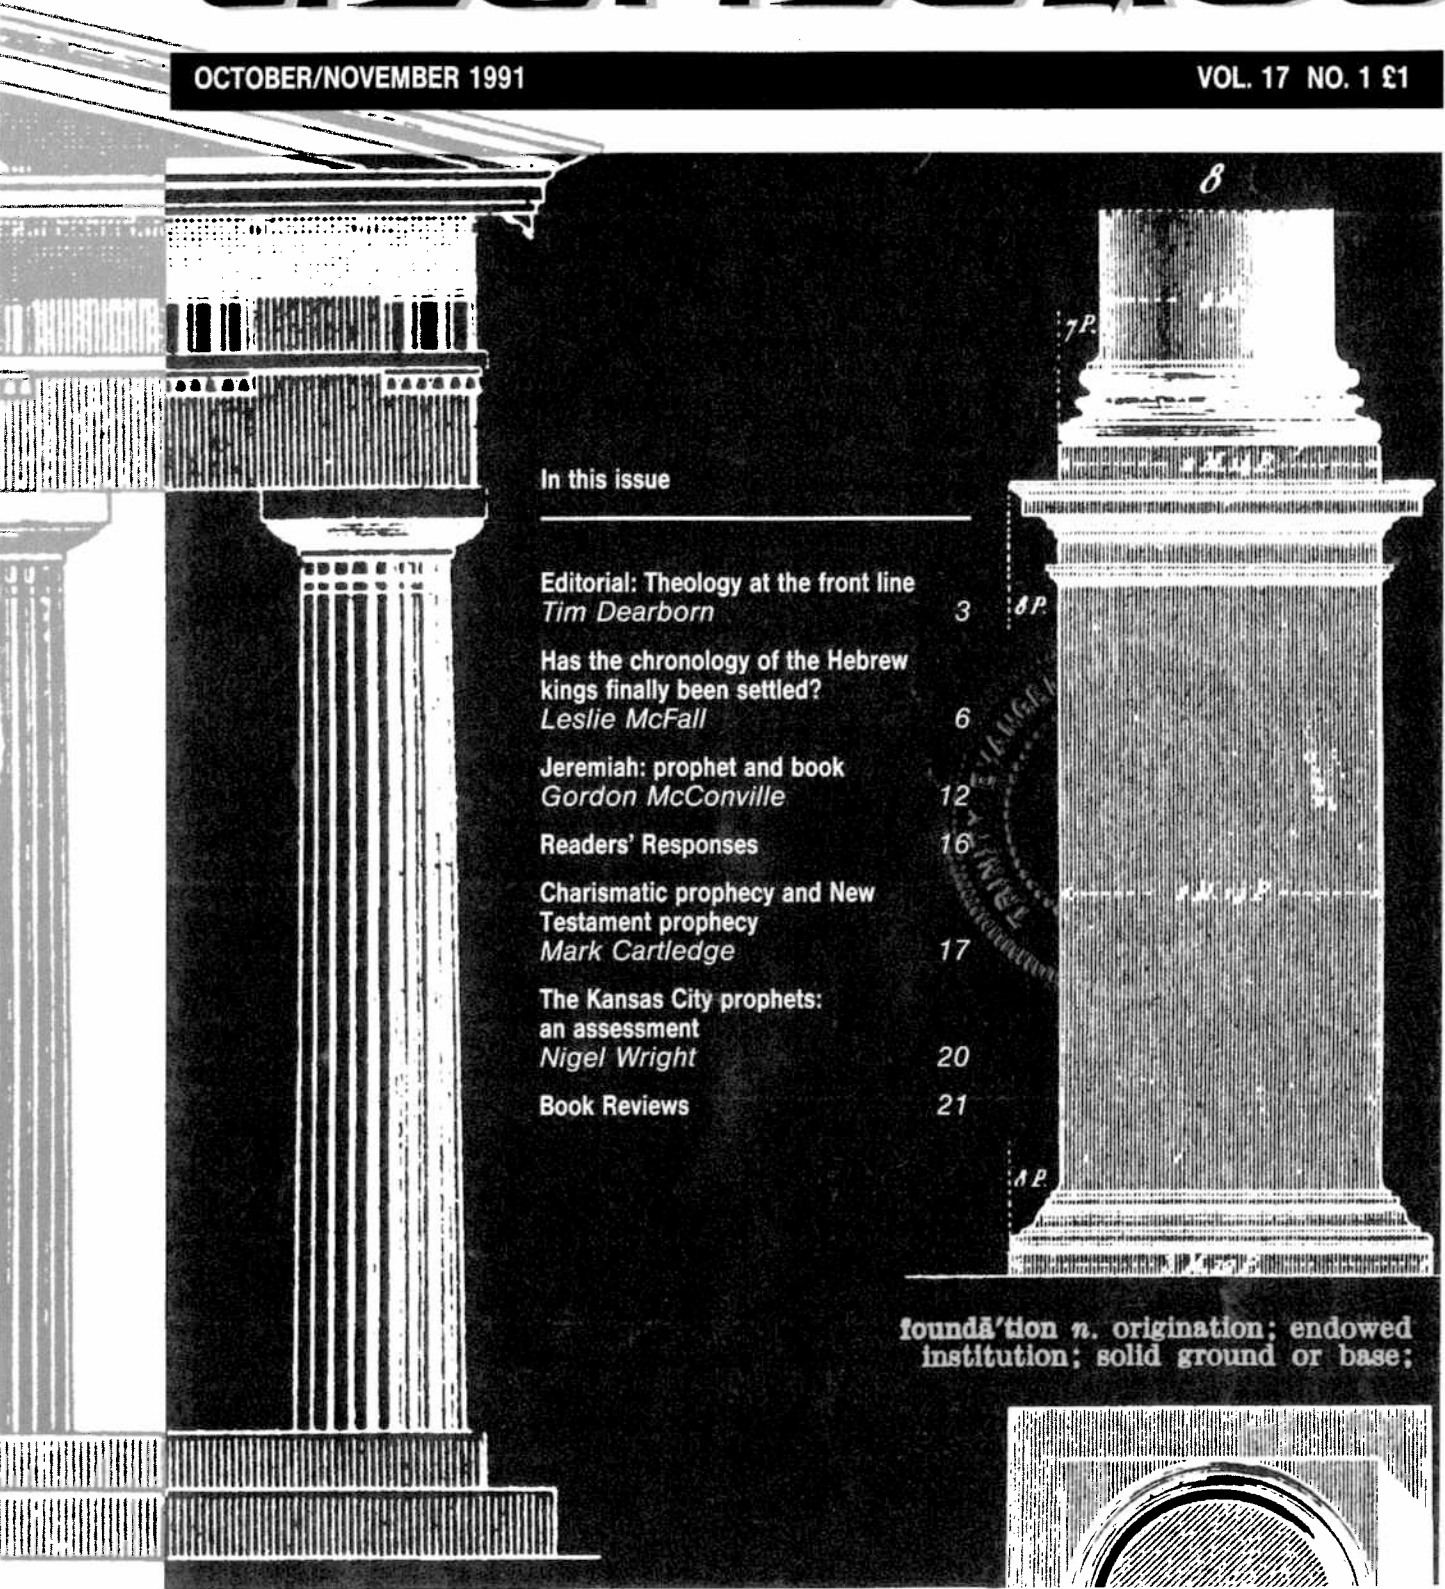 OCTOBER/NOVEMBER 1991
VOL. 17 NO. 1 £1
8
7 P.
In this issue
Editorial: Theology at the front line
Tim Dearborn 3
8 P.
Has the chronology of the Hebrew
kings finally been settled?
Leslie McFall 6
Jeremiah: prophet and book
Gordon McConville 12
Readers' Responses 16
Charismatic prophecy and New
Testament prophecy
Mark Cartledge 17
The Kansas City prophets:
an assessment
Nigel Wright 20
Book Reviews 21
8 P.
foundā'tion n. origination; endowed
institution; solid ground or base;